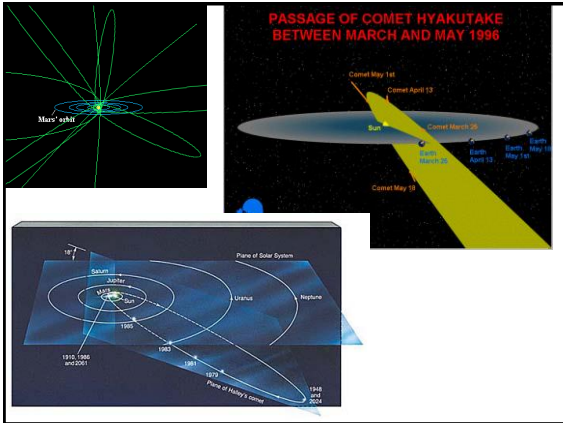 Mars' orbit
PASSAGE OF COMET HYAKUTAKE
BETWEEN MARCH AND MAY 1996
Comet May 1st
Comet April 13
Sun
Comet March 26
Earth
March 26
Earth
April 13
Earth
May 1st
Earth
Comet May 18
18°
Plane of Solar System
Saturn
Jupiter
Mars
Sun
Uranus
Neptune
1985
1983
1981
1979
1910, 1986
and 2061
Plane of Halley's comet
1948
and
2024